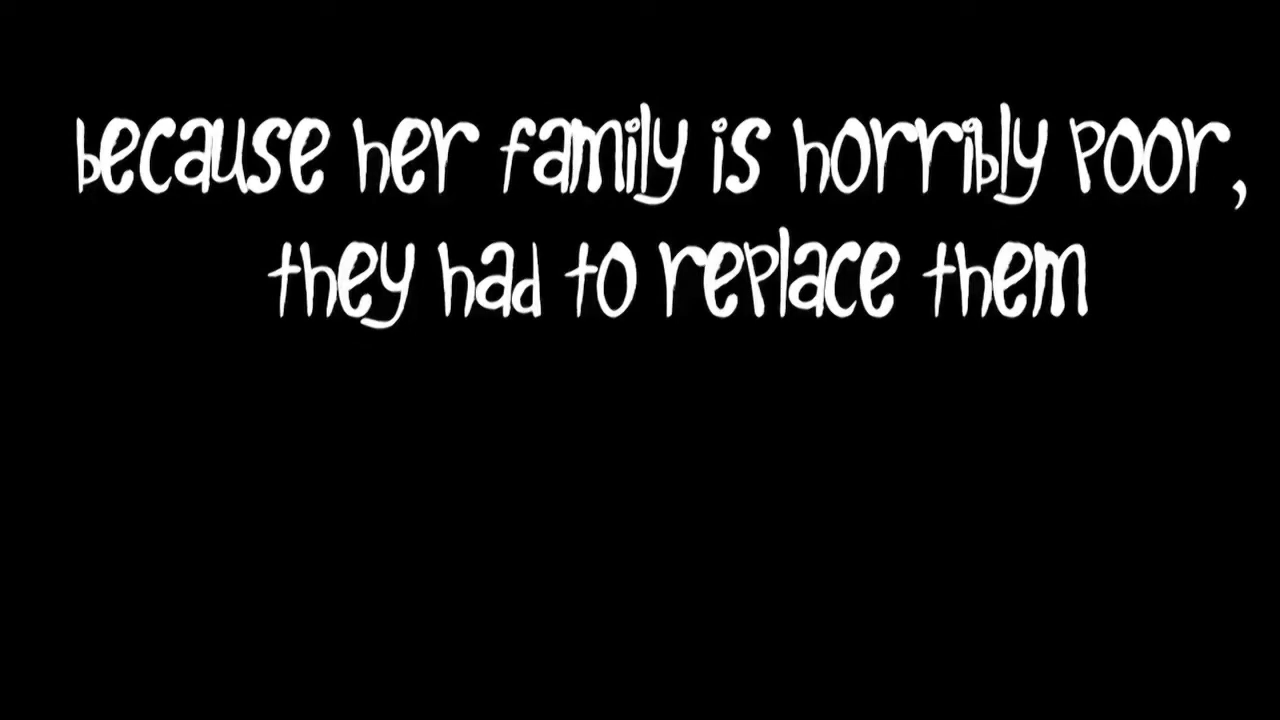 because her family is horribly poor,
they had to replace them